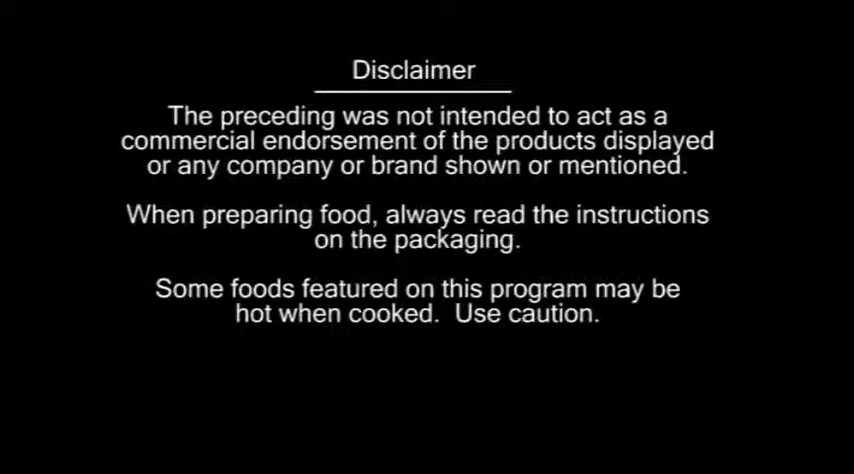 Disclaimer
The preceding was not intended to act as a
commercial endorsement of the products displayed
or any company or brand shown or mentioned.
When preparing food, always read the instructions
on the packaging.
Some foods featured on this program may be
hot when cooked.  Use caution.